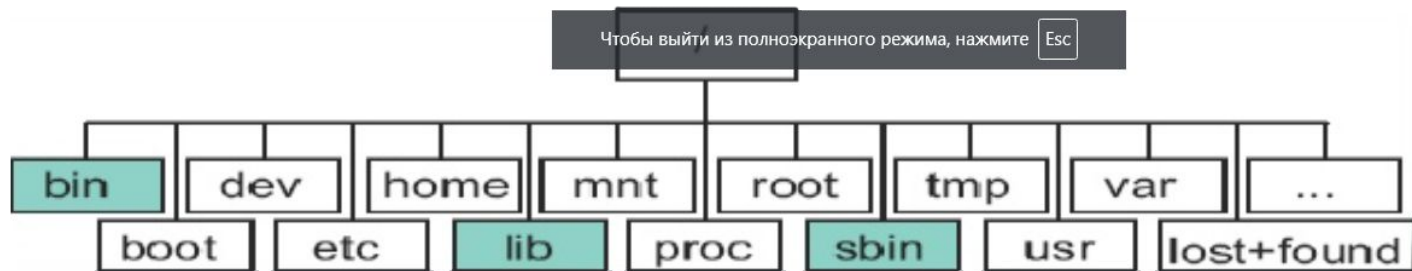 /
Чтобы выйти из полноэкранного режима, нажмите Esc
bin dev home mnt root tmp var ...
boot etc lib proc sbin usr lost+found